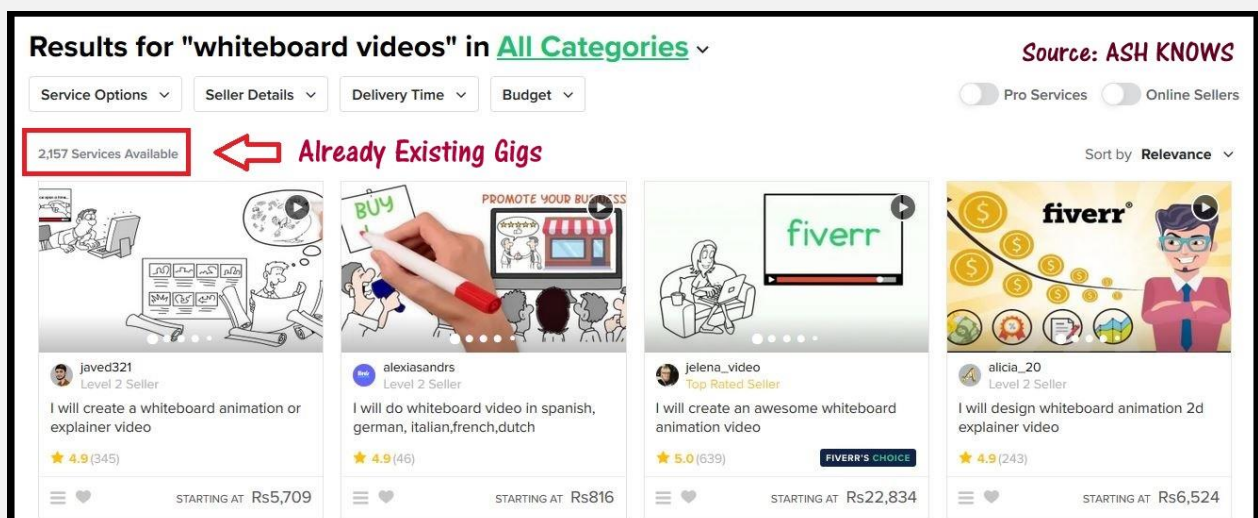 Results for "whiteboard videos" in All Categories
Source: ASH KNOWS
Service Options
Seller Details
Delivery Time
Budget
Pro Services
Online Sellers
2,157 Services Available
Already Existing Gigs
Sort by Relevance
BUY
PROMOTE YOUR BUSINESS
fiverr
fiverr®
javed321
Level 2 Seller
I will create a whiteboard animation or
explainer video
4.9 (345)
STARTING AT Rs5,709
alexiasandrs
Level 2 Seller
I will do whiteboard video in spanish,
german, italian,french,dutch
4.9 (46)
STARTING AT Rs816
jelena_video
Top Rated Seller
I will create an awesome whiteboard
animation video
5.0 (639)
FIVERR'S CHOICE
STARTING AT Rs22,834
alicia_20
Level 2 Seller
I will design whiteboard animation 2d
explainer video
4.9 (243)
STARTING AT Rs6,524